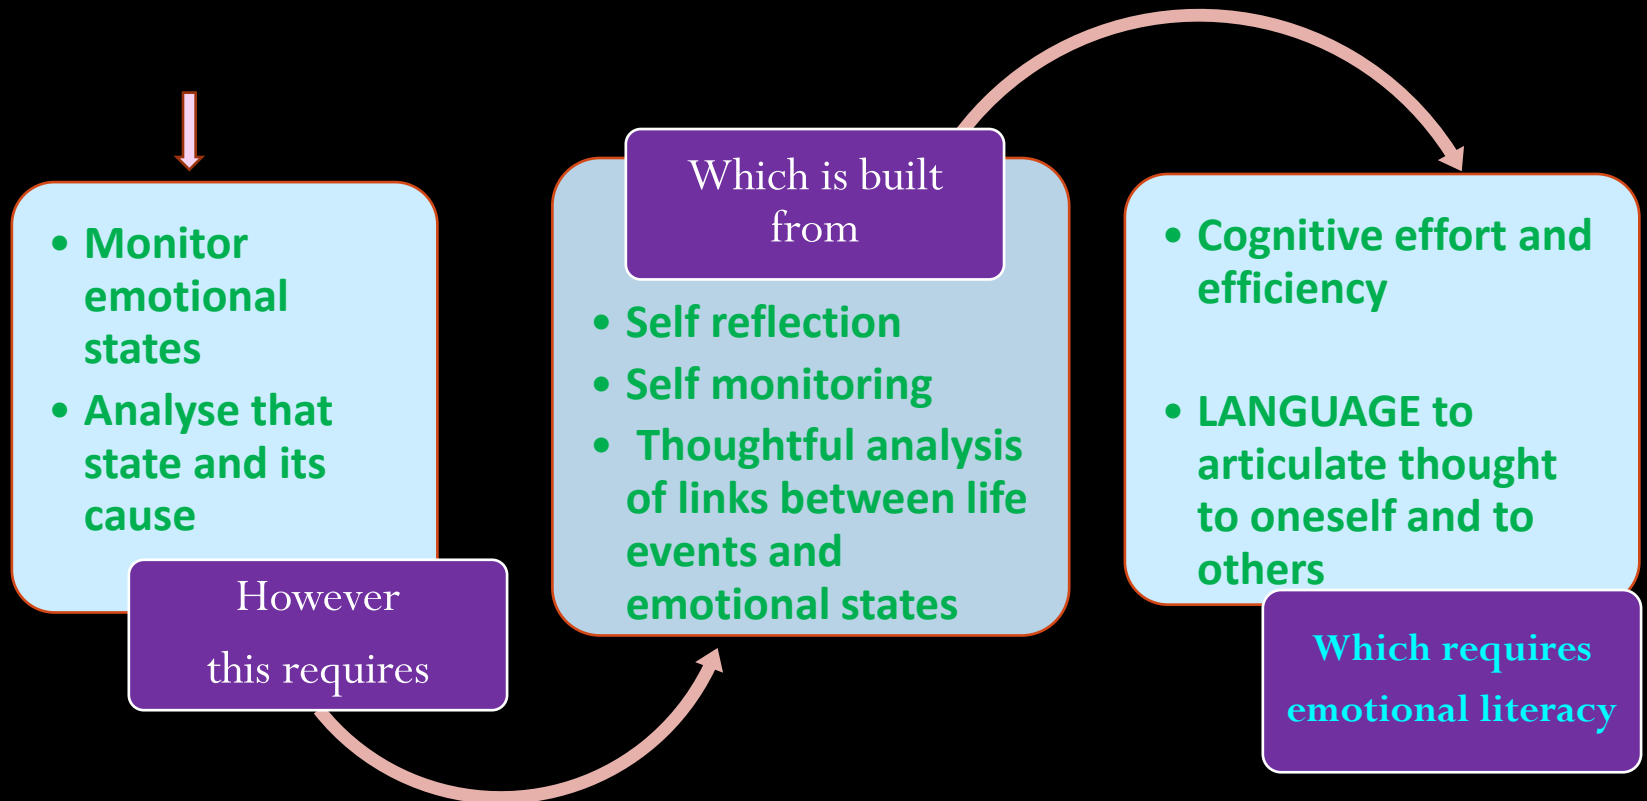 • Monitor
emotional
states
• Analyse that
state and its
cause
However
this requires
Which is built
from
• Self reflection
• Self monitoring
• Thoughtful analysis
of links between life
events and
emotional states
• Cognitive effort and
efficiency
• LANGUAGE to
articulate thought
to oneself and to
others
Which requires
emotional literacy